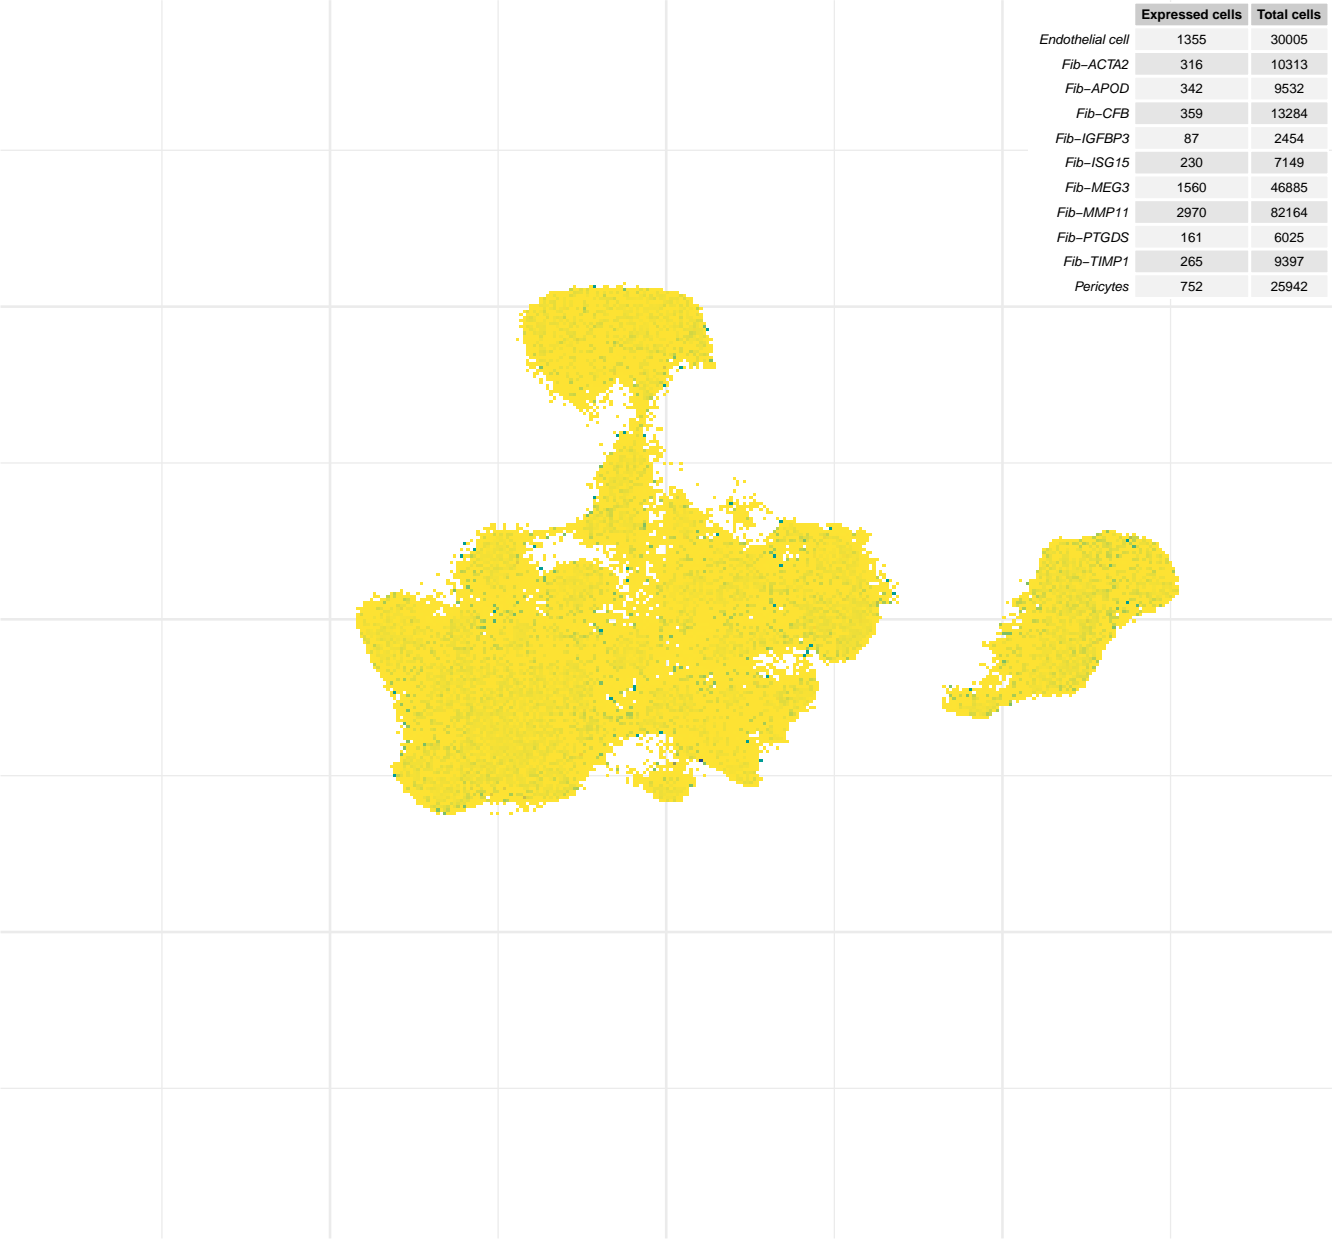 Expressed cells Total cells
Endothelial cell 1355 30005
Fib−ACTA2 316 10313
Fib−APOD 342 9532
Fib−CFB 359 13284
Fib−IGFBP3 87 2454
Fib−ISG15 230 7149
Fib−MEG3 1560 46885
Fib−MMP11 2970 82164
Fib−PTGDS 161 6025
Fib−TIMP1 265 9397
Pericytes 752 25942